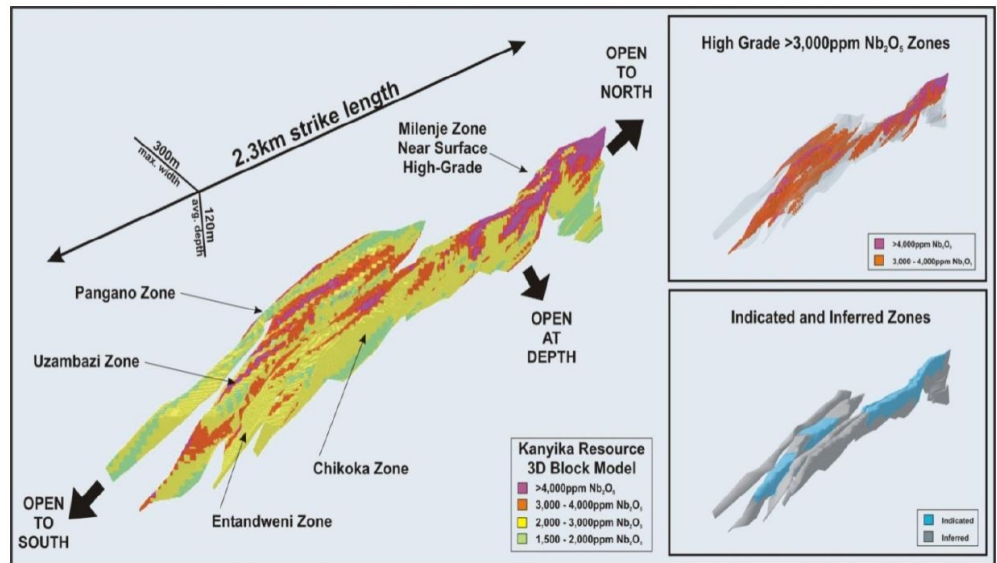 2.3km strike length
300m
max. width
120m
avg. depth
OPEN
TO
NORTH
Milenje Zone
Near Surface
High-Grade
Pangano Zone
Uzambazi Zone
OPEN
AT
DEPTH
Chikoka Zone
Entandweni Zone
OPEN
TO
SOUTH
Kanyika Resource
3D Block Model
>4,000ppm Nb₂O₅
3,000 - 4,000ppm Nb₂O₅
2,000 - 3,000ppm Nb₂O₅
1,500 - 2,000ppm Nb₂O₅
High Grade >3,000ppm Nb₂O₅ Zones
>4,000ppm Nb₂O₅
3,000 - 4,000ppm Nb₂O₅
Indicated and Inferred Zones
Indicated
Inferred